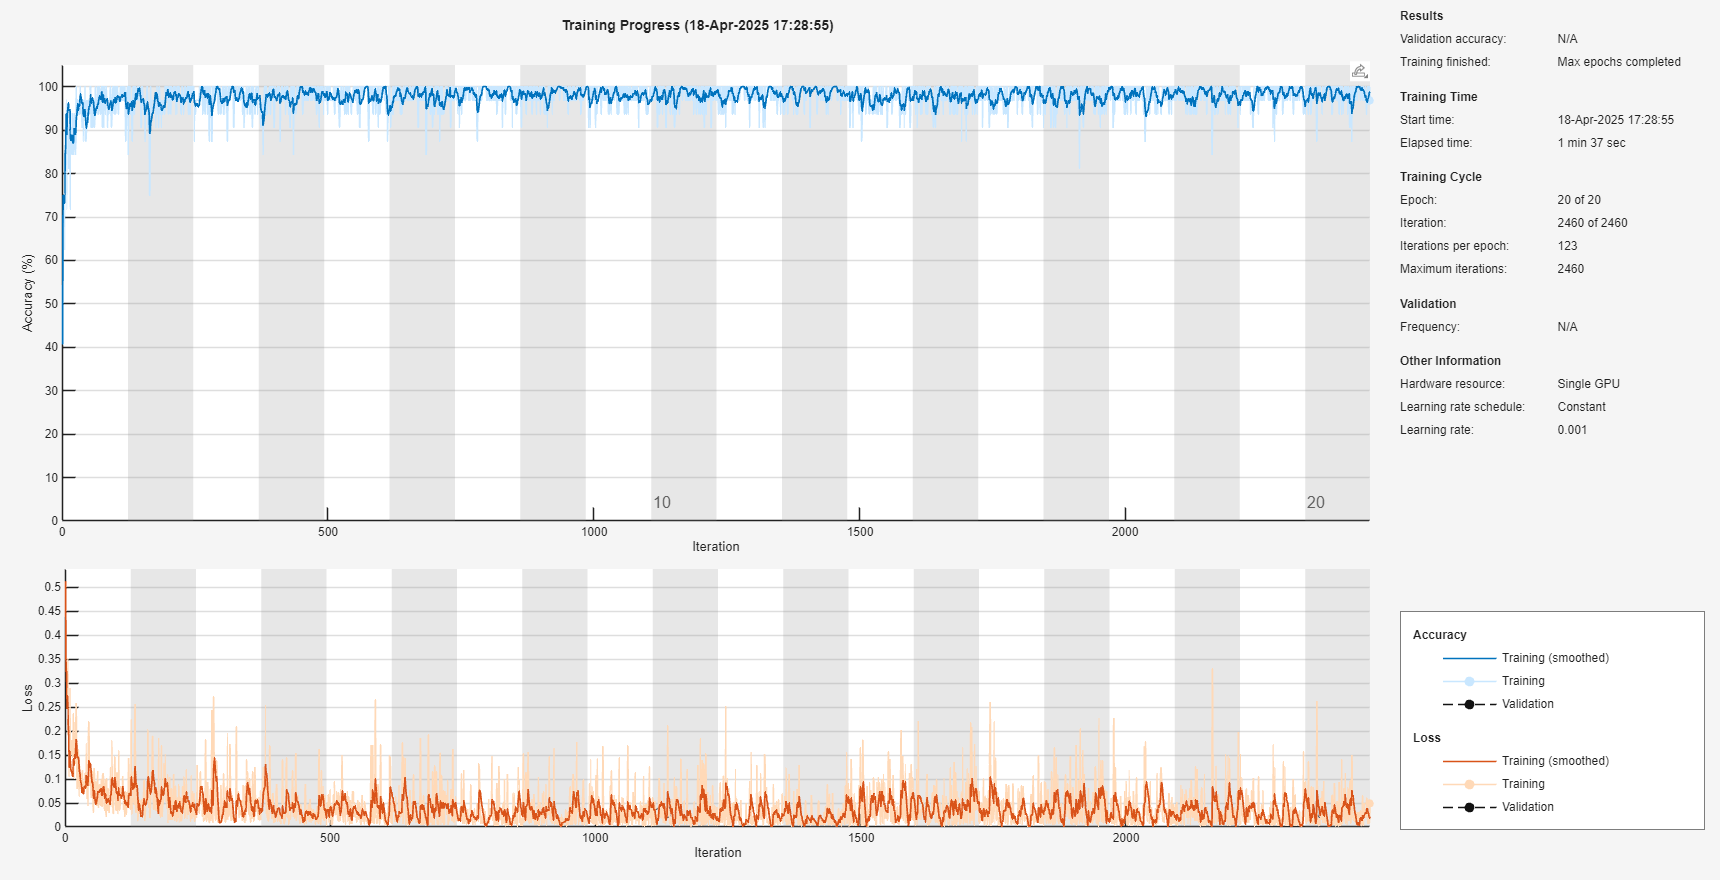 Training Progress (18-Apr-2025 17:28:55)
100
90
80
70
60
50
40
30
20
10
0
Accuracy (%)
10
20
0
500
1000
1500
2000
Iteration
0.5
0.45
0.4
0.35
0.3
0.25
0.2
0.15
0.1
0.05
0
Loss
0
500
1000
1500
2000
Iteration
Results
Validation accuracy: N/A
Training finished: Max epochs completed
Training Time
Start time: 18-Apr-2025 17:28:55
Elapsed time: 1 min 37 sec
Training Cycle
Epoch: 20 of 20
Iteration: 2460 of 2460
Iterations per epoch: 123
Maximum iterations: 2460
Validation
Frequency: N/A
Other Information
Hardware resource: Single GPU
Learning rate schedule: Constant
Learning rate: 0.001
Accuracy
Training (smoothed)
Training
Validation
Loss
Training (smoothed)
Training
Validation